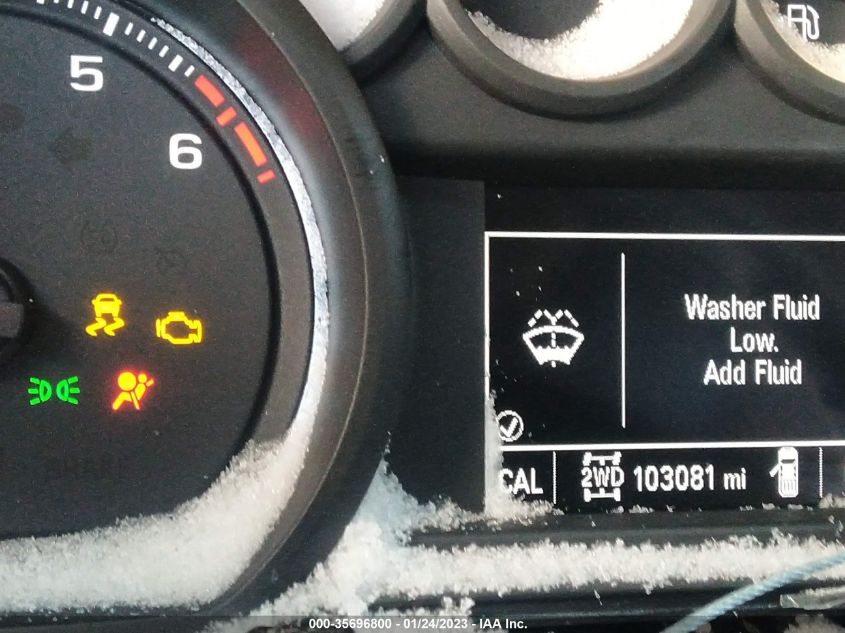 5
6
Washer Fluid
Low.
Add Fluid
CAL
2WD
103081 mi
000-35696800 - 01/24/2023 - IAA Inc.